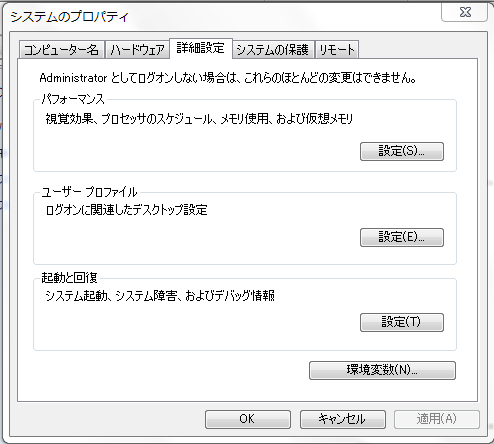 システムのプロパティ
コンピューター名 ハードウェア 詳細設定 システムの保護 リモート
Administrator としてログオンしない場合は、これらのほとんどの変更はできません。
パフォーマンス
視覚効果、プロセッサのスケジュール、メモリ使用、および仮想メモリ
設定(S)...
ユーザー プロファイル
ログオンに関連したデスクトップ設定
設定(E)...
起動と回復
システム起動、システム障害、およびデバッグ情報
設定(T)
環境変数(N)...
OK キャンセル 適用(A)